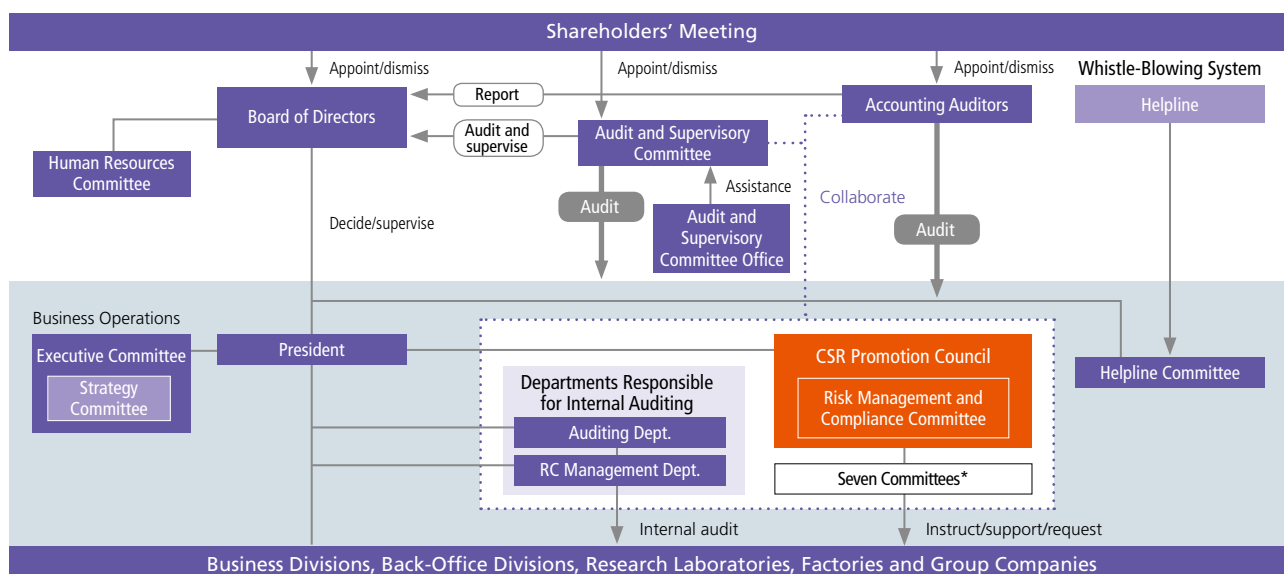 Shareholders' Meeting
Appoint/dismiss
Appoint/dismiss
Appoint/dismiss
Whistle-Blowing System
Report
Board of Directors
Accounting Auditors
Helpline
Audit and
supervise
Audit and Supervisory
Committee
Human Resources
Committee
Assistance
Collaborate
Audit
Decide/supervise
Audit and
Supervisory
Committee Office
Audit
Business Operations
Executive Committee
Strategy
Committee
President
CSR Promotion Council
Risk Management and
Compliance Committee
Helpline Committee
Departments Responsible
for Internal Auditing
Auditing Dept.
RC Management Dept.
Seven Committees*
Internal audit
Instruct/support/request
Business Divisions, Back-Office Divisions, Research Laboratories, Factories and Group Companies